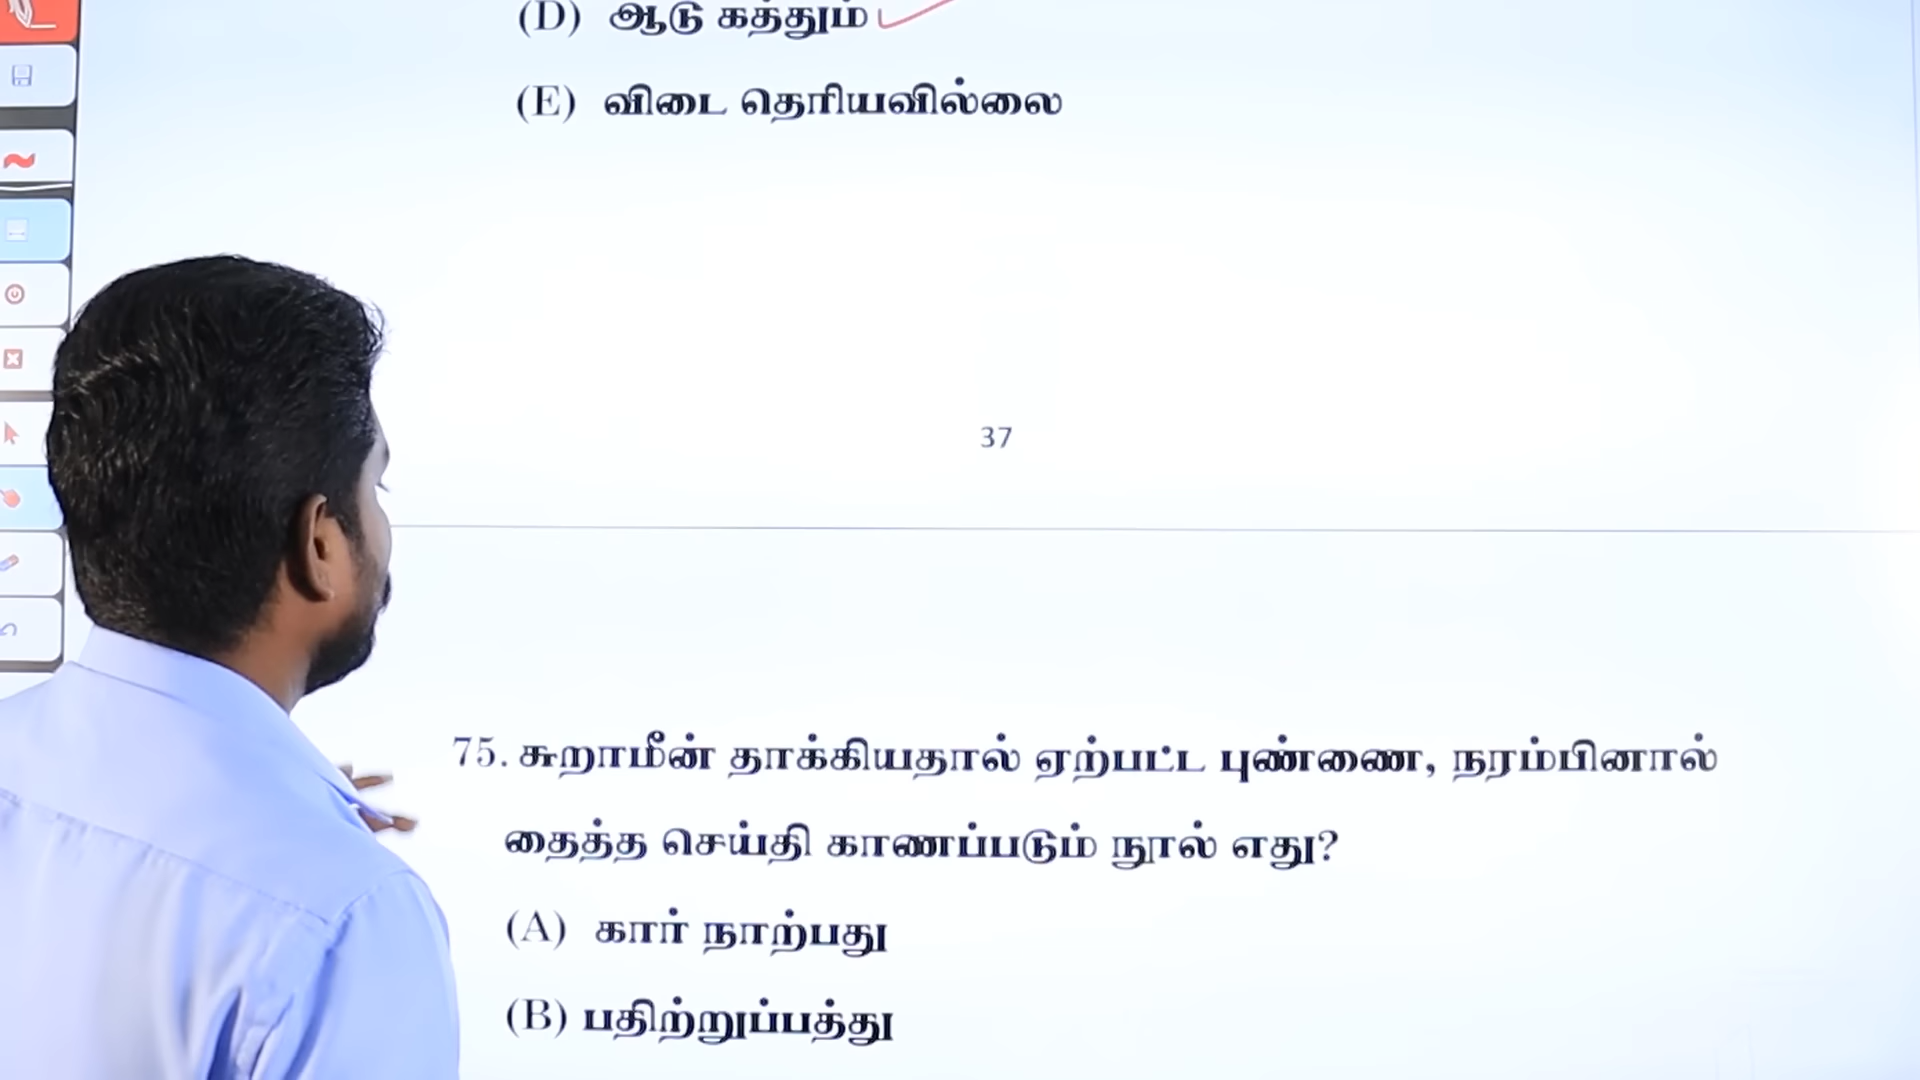 (D) ஆடு கத்தும்
(E) விடை தெரியவில்லை
37
75. சுறாமீன் தாக்கியதால் ஏற்பட்ட புண்ணை, நரம்பினால்
தைத்த செய்தி காணப்படும் நூல் எது?
(A) கார் நாற்பது
(B) பதிற்றுப்பத்து